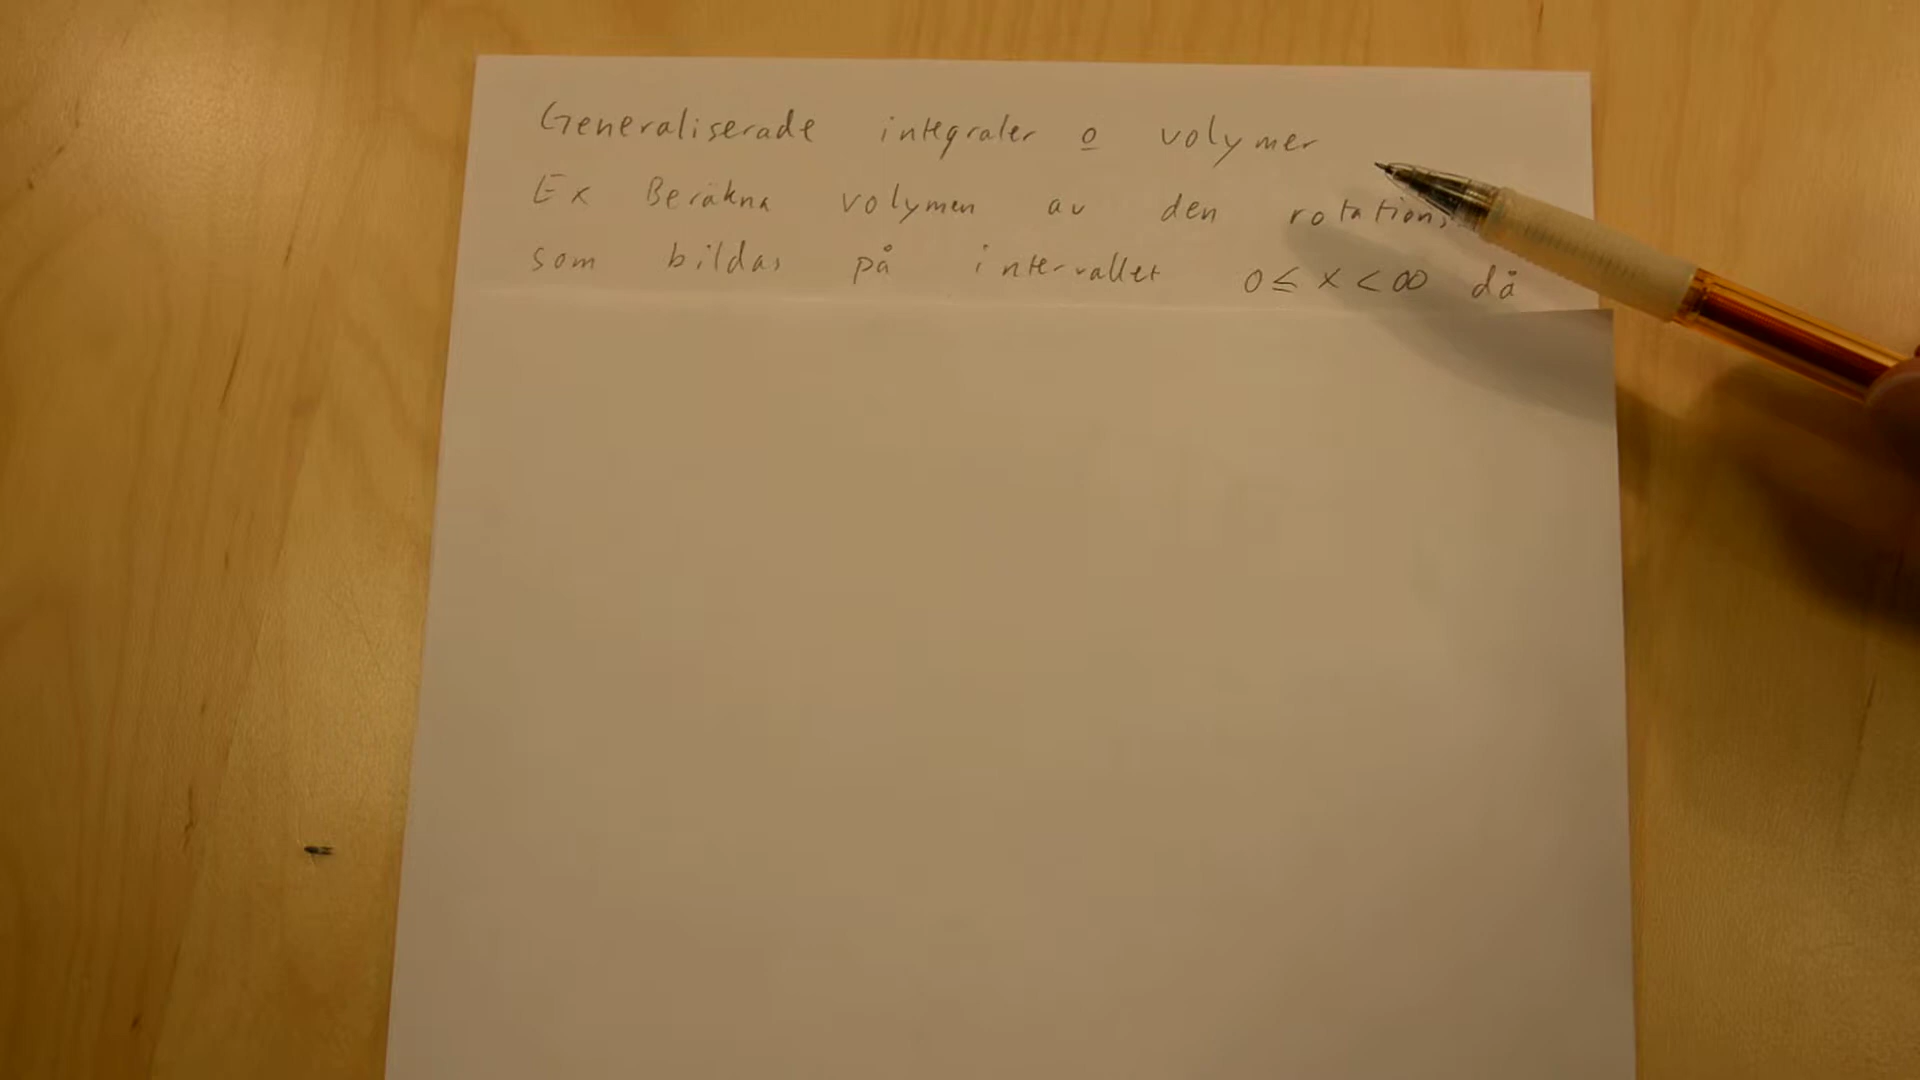 Generaliserade integraler o volymer
Ex Beräkna volymen av den rotations
som bildas på intervallet 0 ≤ x < ∞ då